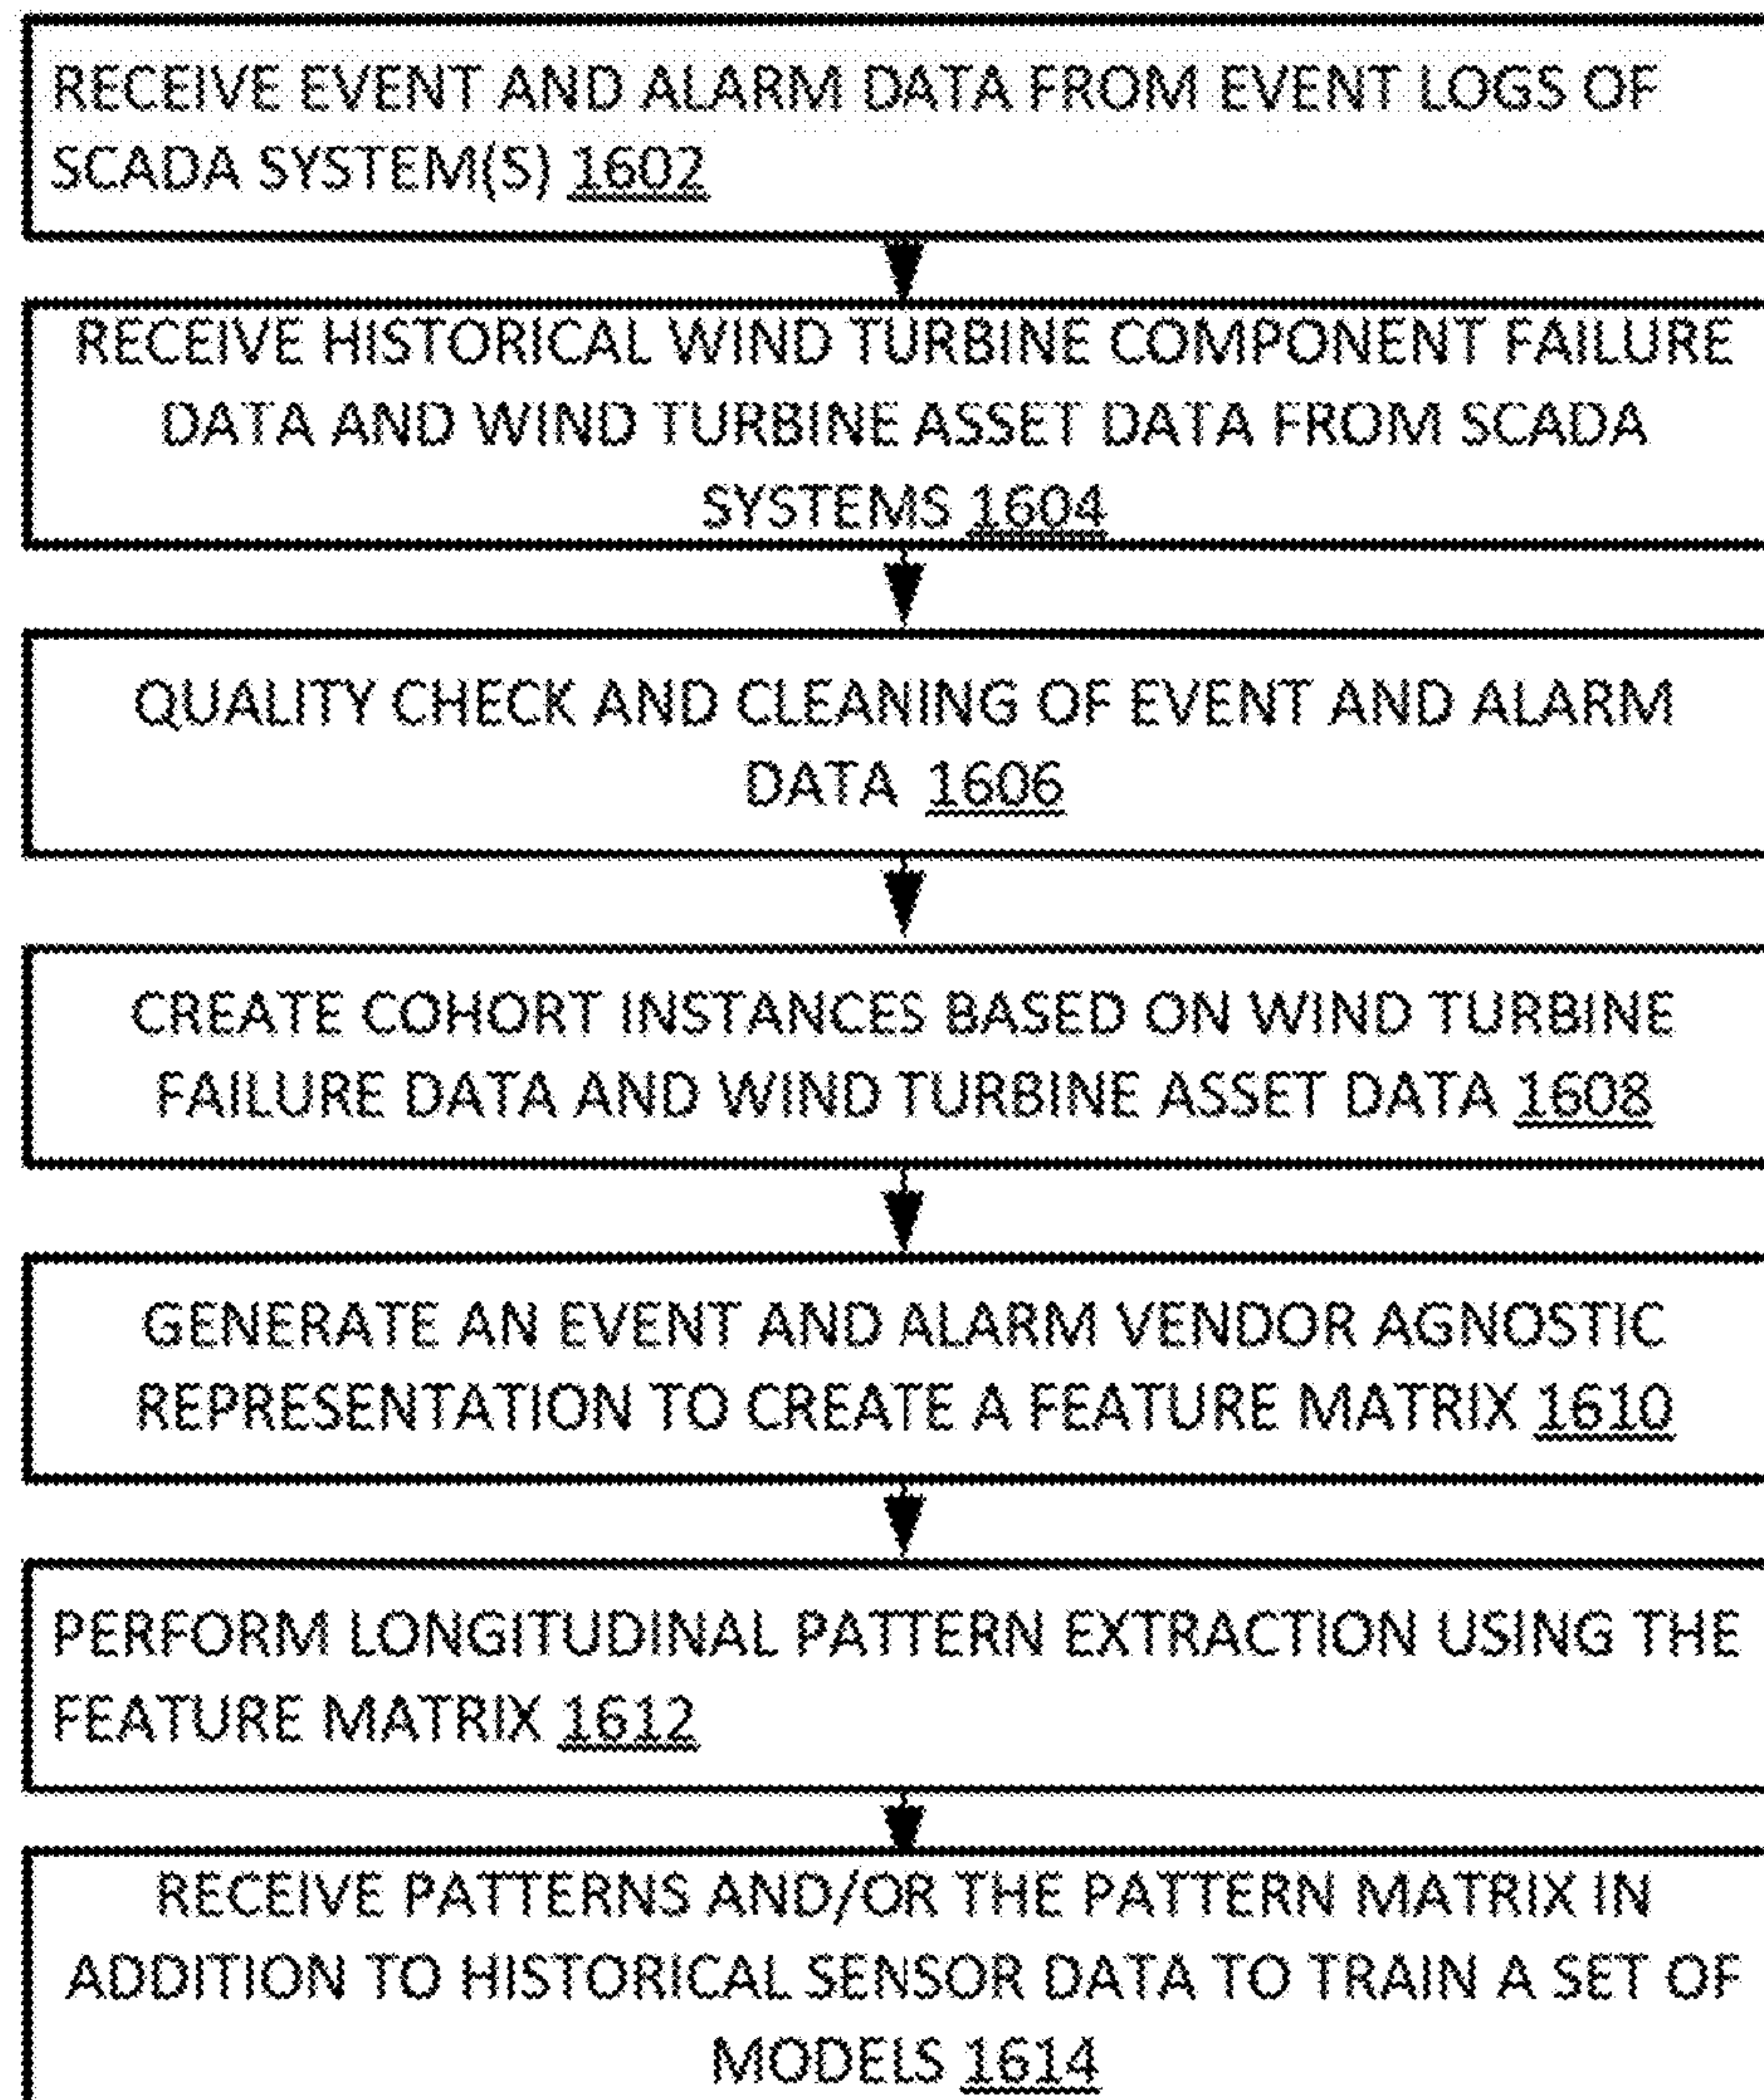 RECEIVE EVENT AND ALARM DATA FROM EVENT LOGS OF
SCADA SYSTEM(S) 1602
RECEIVE HISTORICAL WIND TURBINE COMPONENT FAILURE
DATA AND WIND TURBINE ASSET DATA FROM SCADA
SYSTEMS 1604
QUALITY CHECK AND CLEANING OF EVENT AND ALARM
DATA 1606
CREATE COHORT INSTANCES BASED ON WIND TURBINE
FAILURE DATA AND WIND TURBINE ASSET DATA 1608
GENERATE AN EVENT AND ALARM VENDOR AGNOSTIC
REPRESENTATION TO CREATE A FEATURE MATRIX 1610
PERFORM LONGITUDINAL PATTERN EXTRACTION USING THE
FEATURE MATRIX 1612
RECEIVE PATTERNS AND/OR THE PATTERN MATRIX IN
ADDITION TO HISTORICAL SENSOR DATA TO TRAIN A SET OF
MODELS 1614